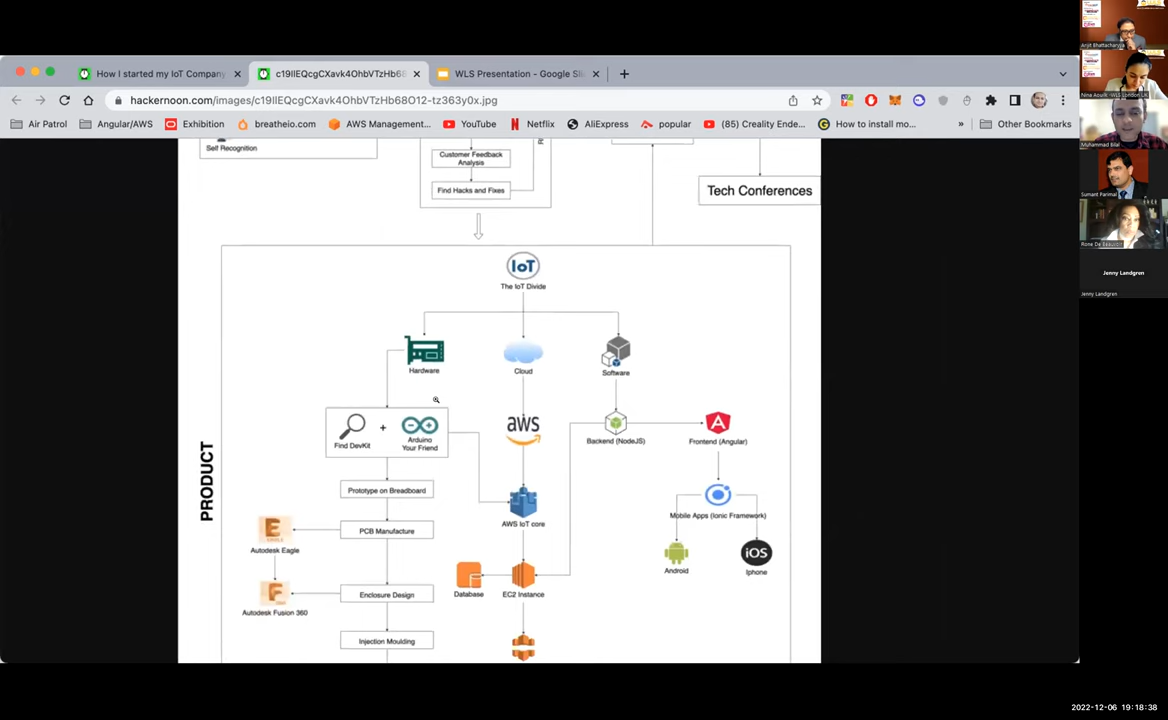 How I started my IoT Company
c19IIEQcgCXavk4OhbVTzHb68
WLS Presentation - Google Sli
hackernoon.com/images/c19IIEQcgCXavk4OhbVTzHb68O12-tz363y0x.jpg
Air Patrol
Angular/AWS
Exhibition
breatheio.com
AWS Management...
YouTube
Netflix
AliExpress
popular
(85) Creality Ende...
How to install mo...
»
Other Bookmarks
Self Recognition
Customer Feedback
Analysis
Find Hacks and Fixes
Tech Conferences
IoT
The IoT Divide
Hardware
Cloud
Software
Find DevKit
+
Arduino
Your Friend
aws
Backend (NodeJS)
Frontend (Angular)
PRODUCT
Prototype on Breadboard
AWS IoT core
Mobile Apps (Ionic Framework)
PCB Manufacture
Autodesk Eagle
Android
iOS
Iphone
Database
EC2 Instance
Enclosure Design
Autodesk Fusion 360
Injection Moulding
Arijit Bhattacharyya
Muhammad Bilal
Sumant Parimal
Jenny Landgren
Jenny Landgren
2022-12-06 19:18:38